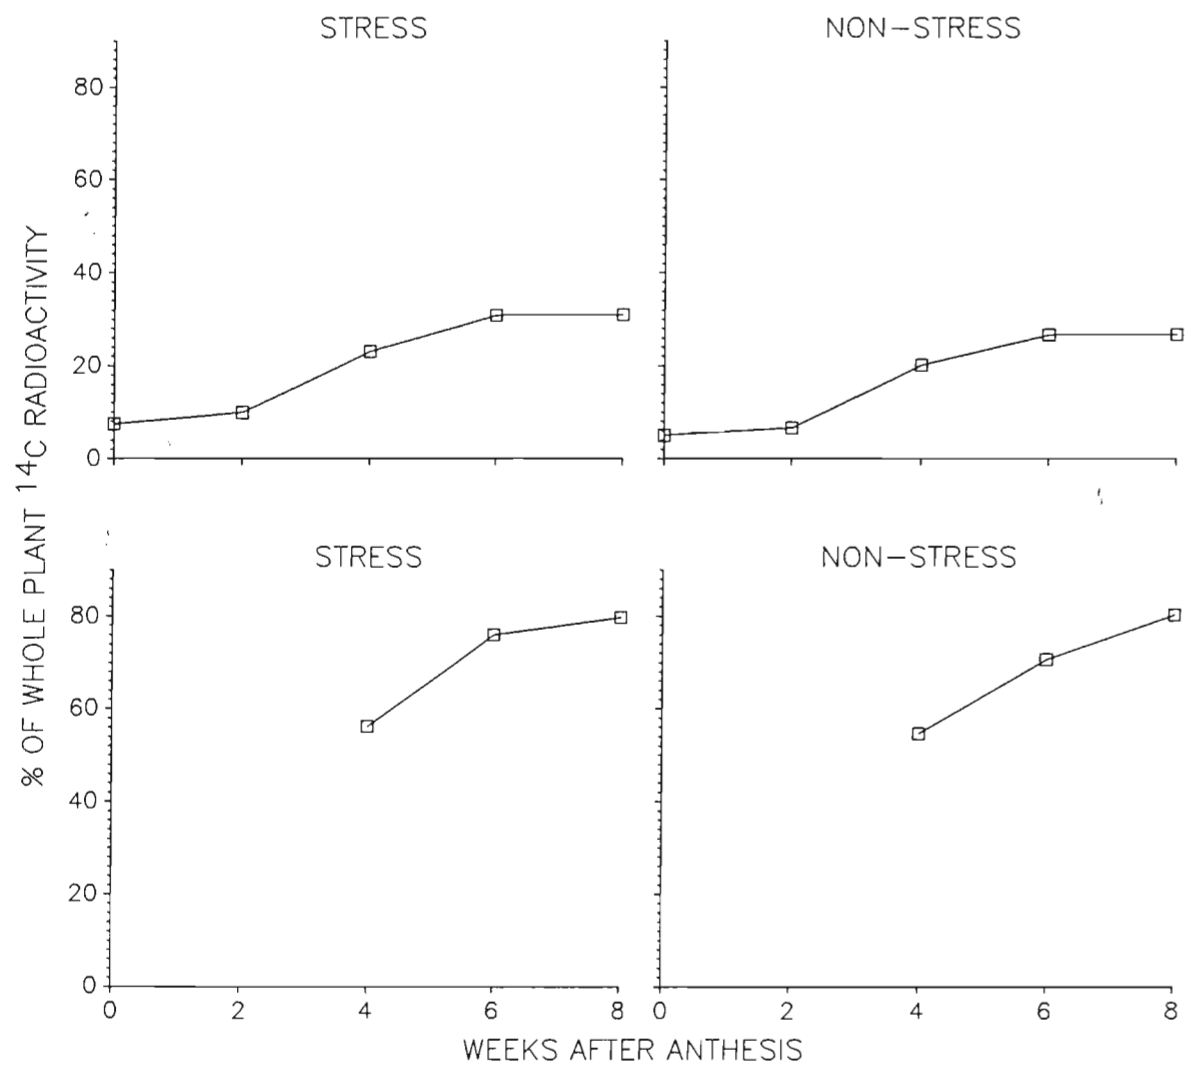 STRESS
NON-STRESS
80
60
40
20
0
% OF WHOLE PLANT 14C RADIOACTIVITY
STRESS
NON-STRESS
80
60
40
20
0
0 2 4 6 8
0 2 4 6 8
WEEKS AFTER ANTHESIS